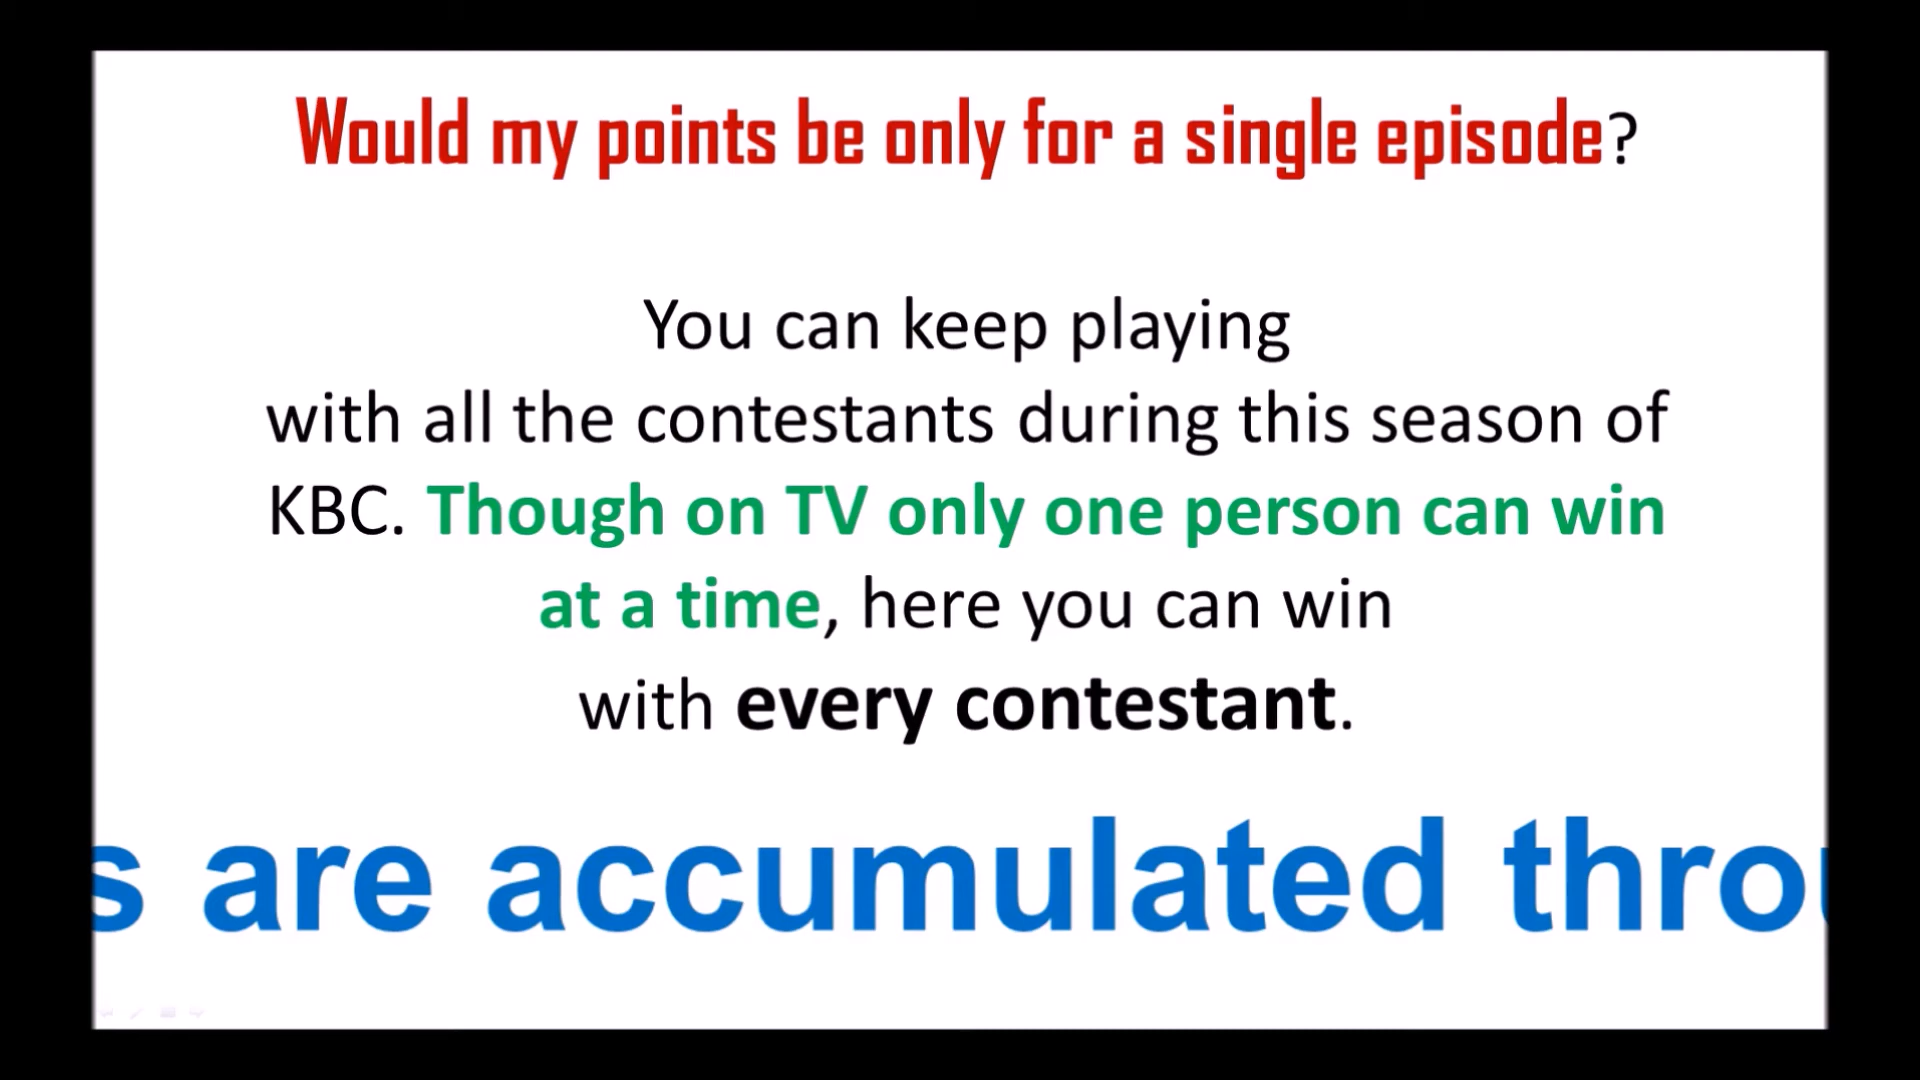 Would my points be only for a single episode?
You can keep playing
with all the contestants during this season of
KBC. Though on TV only one person can win
at a time, here you can win
with every contestant.
are accumulated